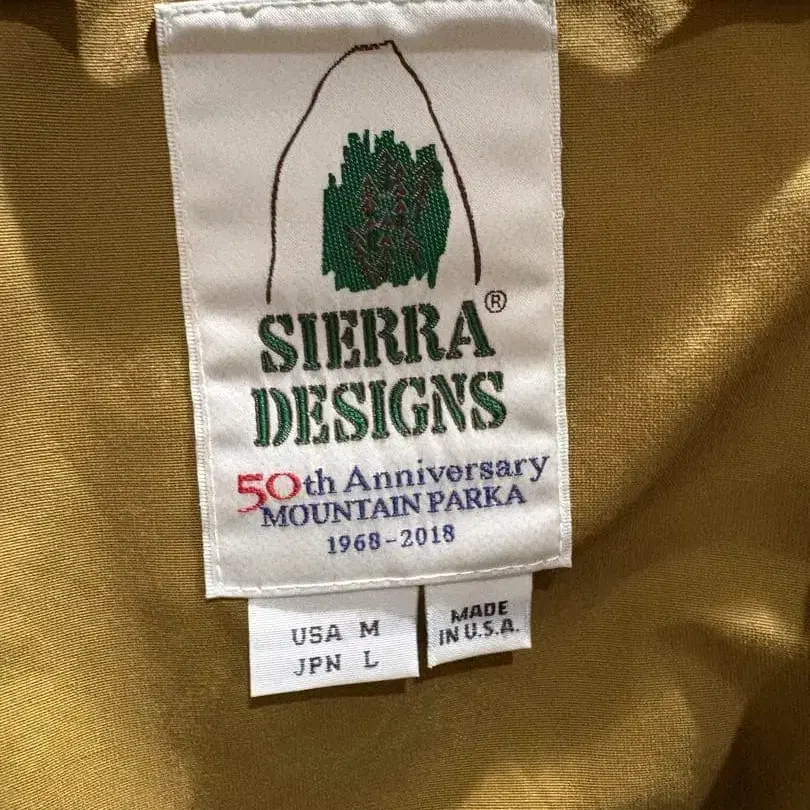 SIERRA®
DESIGNS
50th Anniversary
MOUNTAIN PARKA
1968-2018
USA M
JPN L
MADE
IN U.S.A.